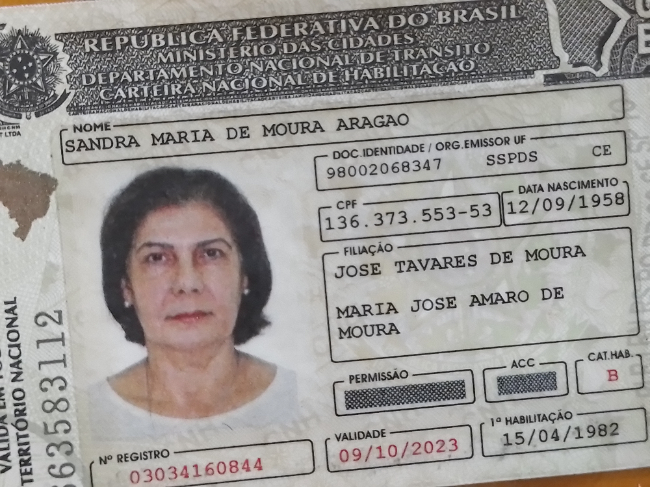 REPÚBLICA FEDERATIVA DO BRASIL
MINISTÉRIO DAS CIDADES
DEPARTAMENTO NACIONAL DE TRÂNSITO
CARTEIRA NACIONAL DE HABILITAÇÃO
NOME
SANDRA MARIA DE MOURA ARAGAO
DOC. IDENTIDADE / ORG. EMISSOR UF
98002068347 SSPDS CE
CPF
136.373.553-53
DATA NASCIMENTO
12/09/1958
FILIAÇÃO
JOSE TAVARES DE MOURA
MARIA JOSE AMARO DE
MOURA
PERMISSÃO
ACC
CAT. HAB.
B
Nº REGISTRO
03034160844
VALIDADE
09/10/2023
1ª HABILITAÇÃO
15/04/1982
VÁLIDA EM
TERRITÓRIO NACIONAL
63583112